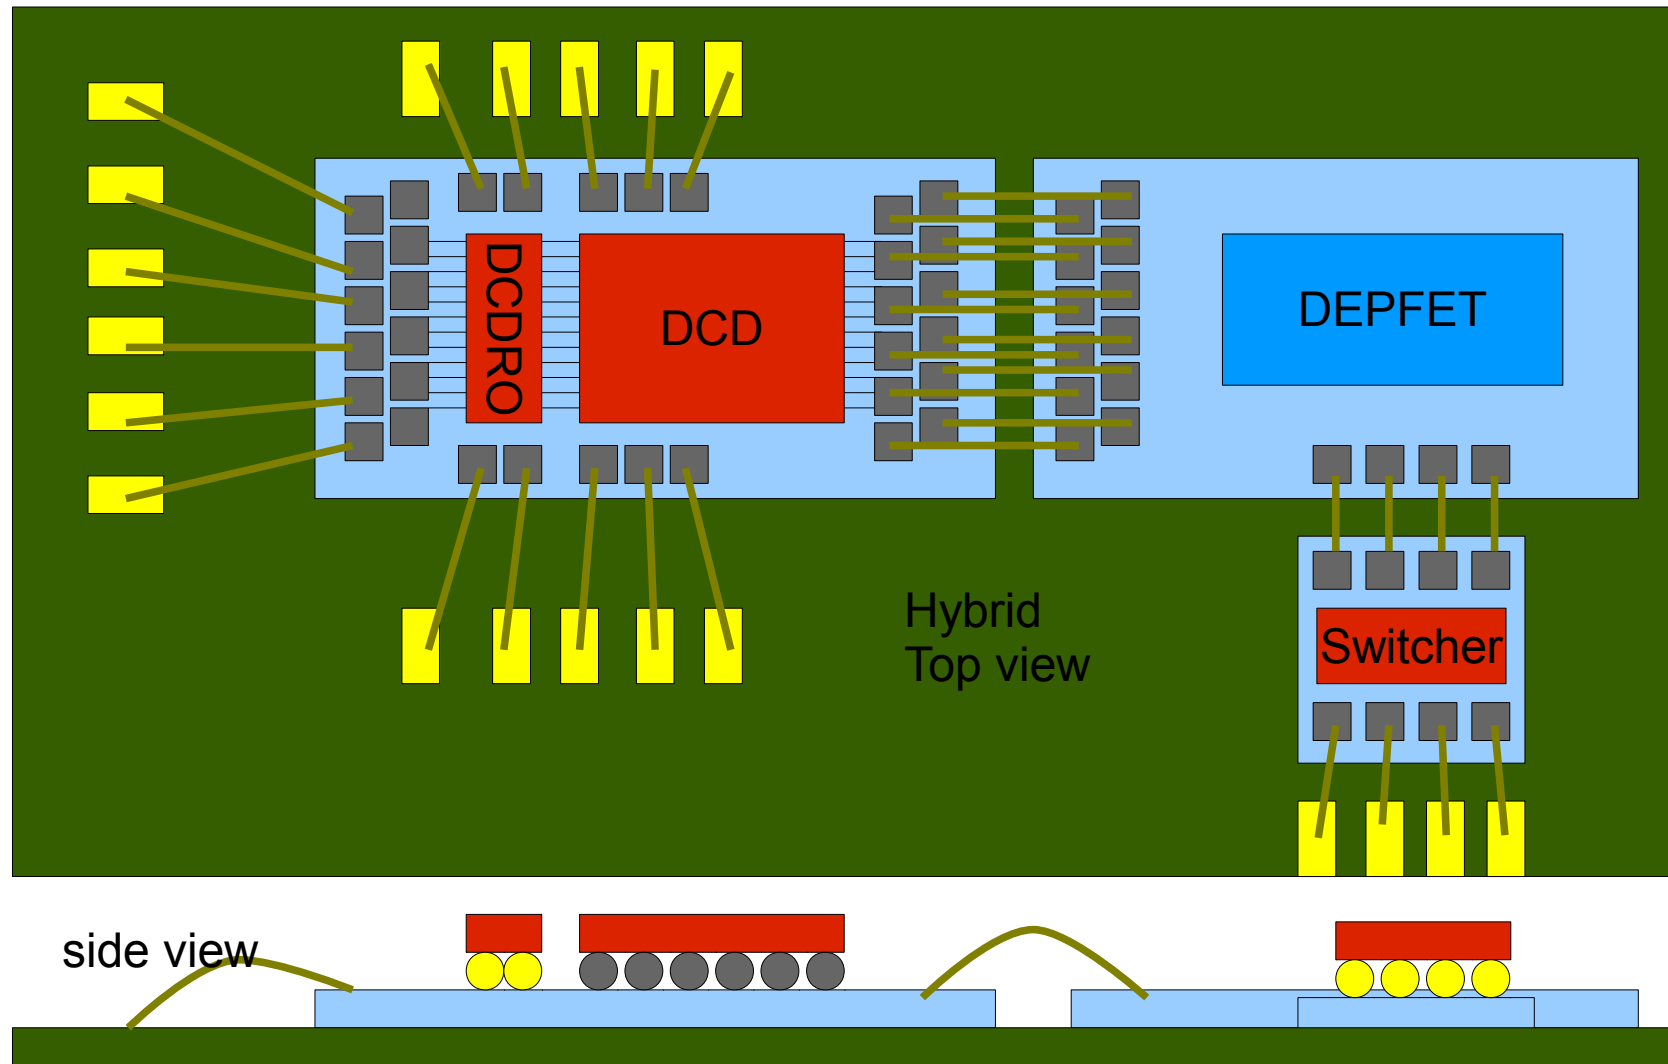 DCDRO
DCD
DEPFET
Hybrid
Top view
Switcher
side view